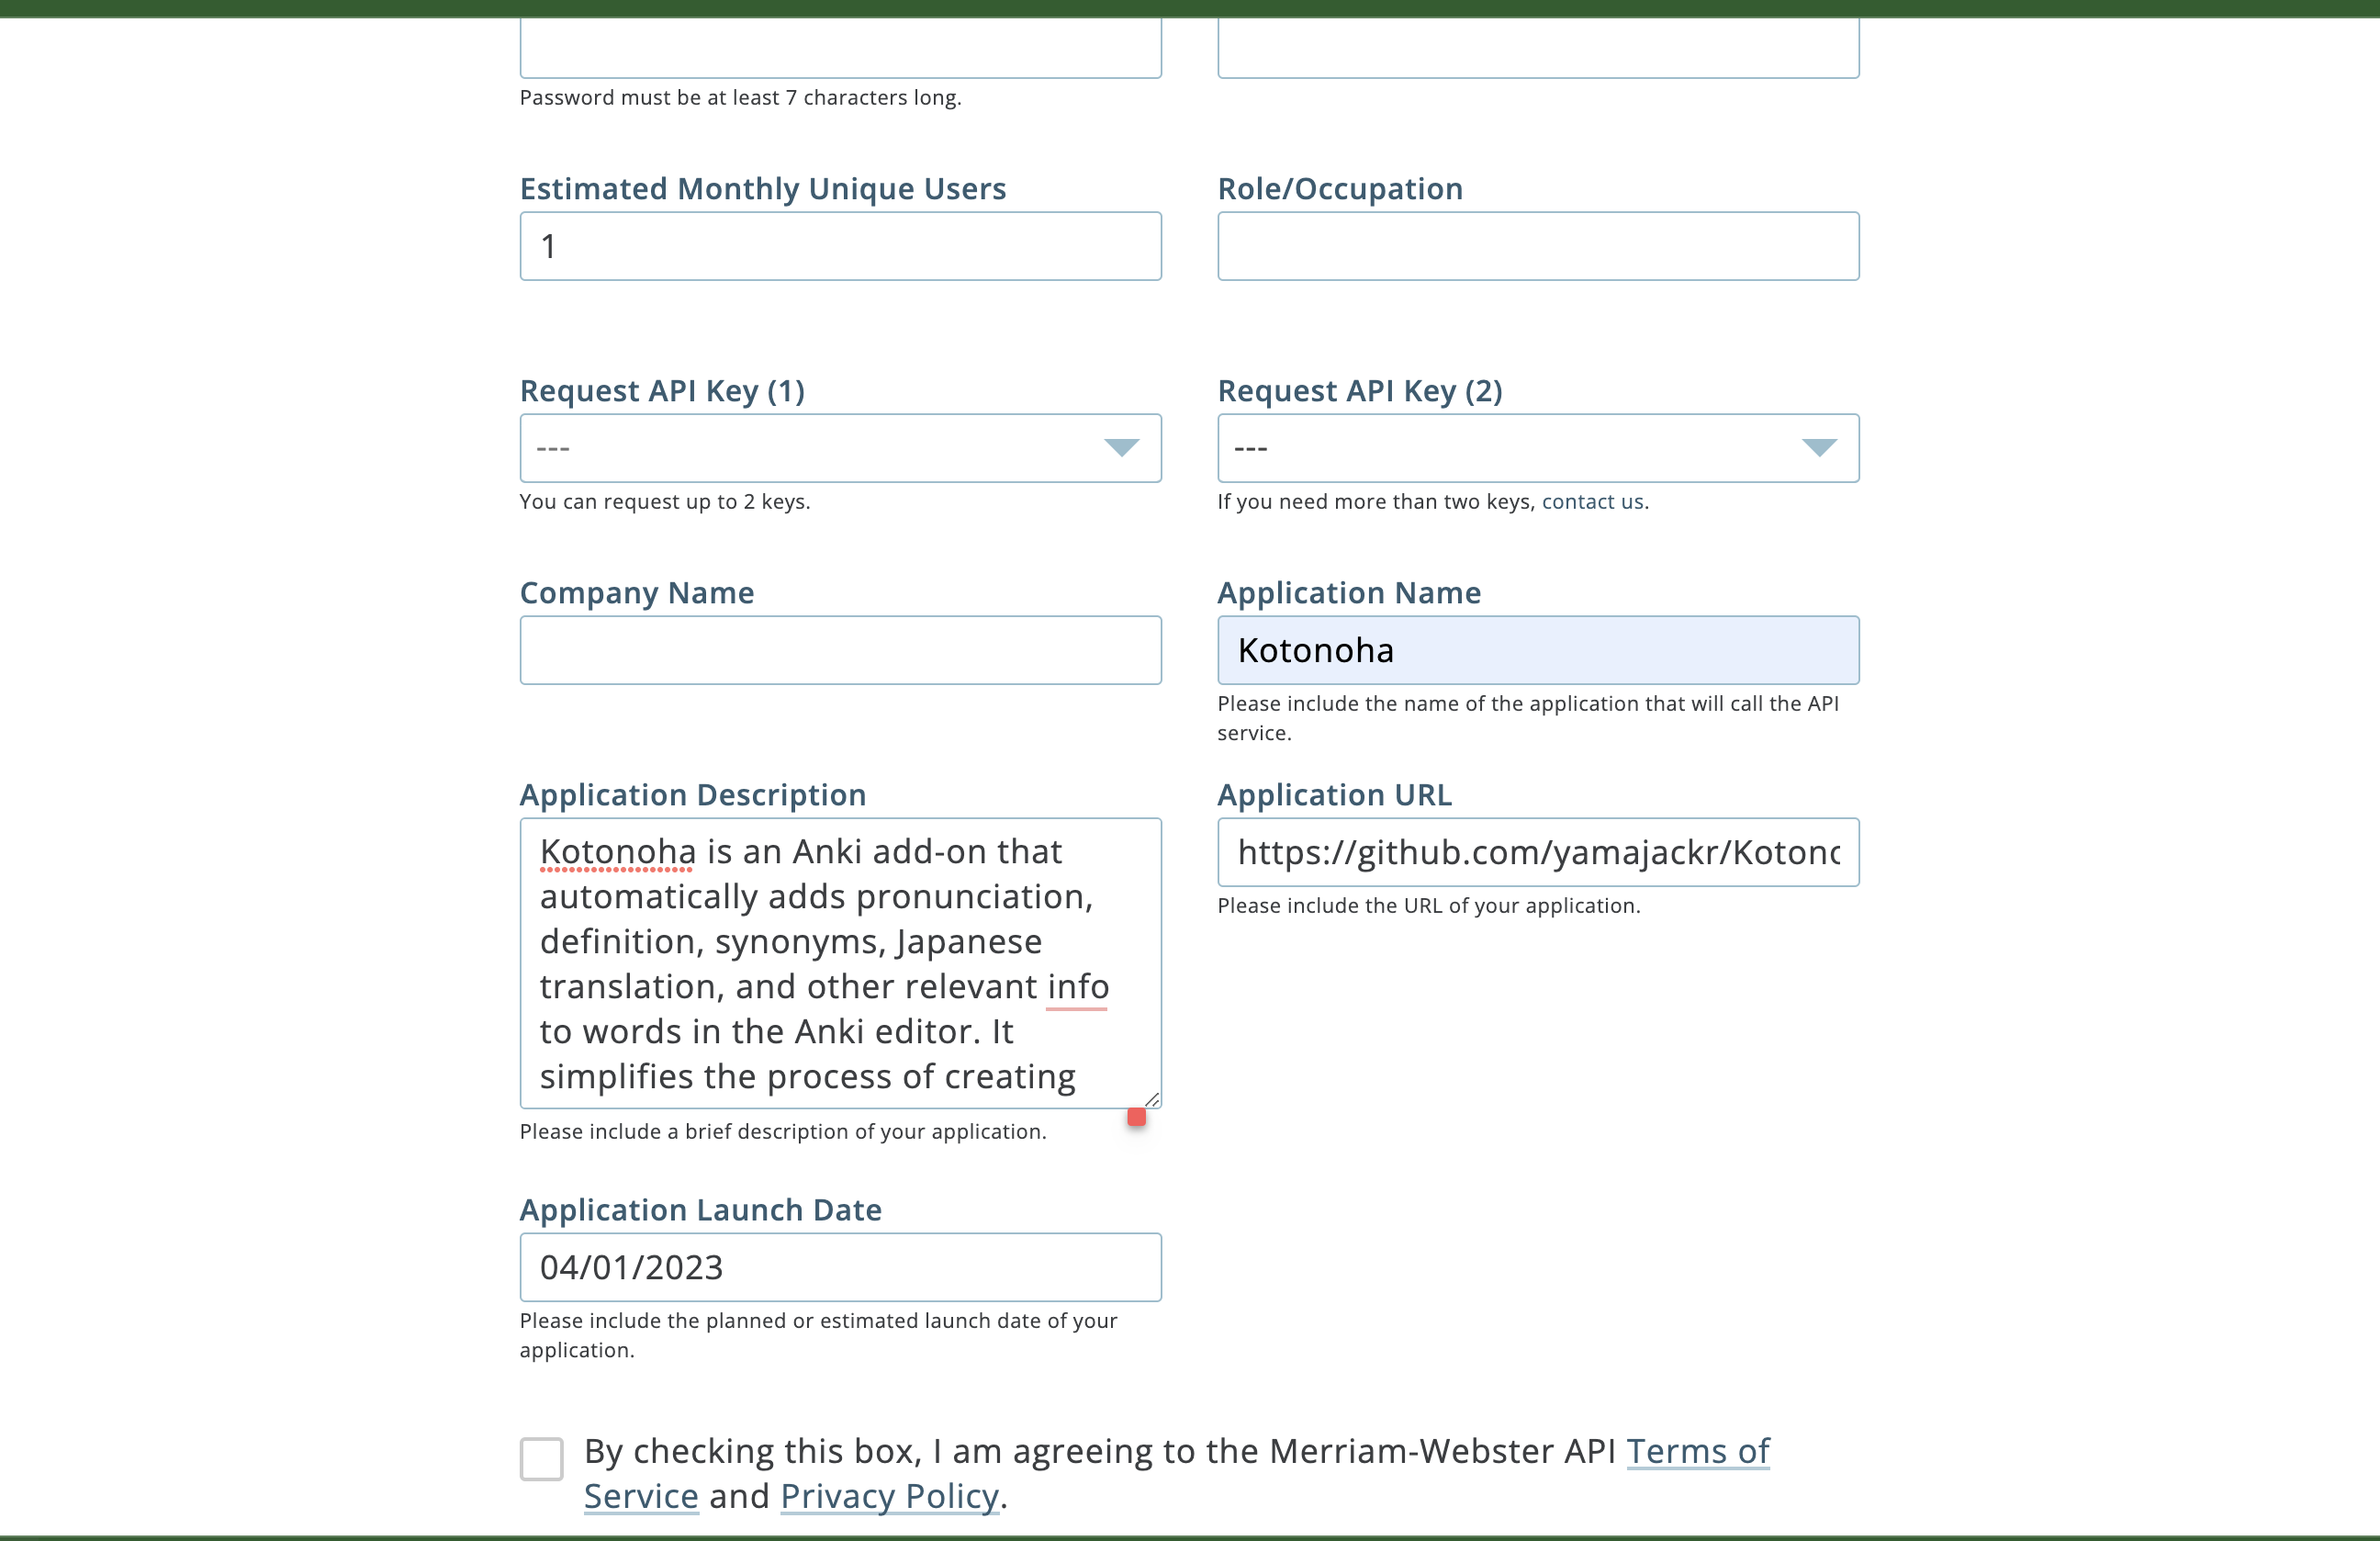 Password must be at least 7 characters long.
Estimated Monthly Unique Users
1
Role/Occupation
Request API Key (1)
---
You can request up to 2 keys.
Request API Key (2)
---
If you need more than two keys, contact us.
Company Name
Application Name
Kotonoha
Please include the name of the application that will call the API
service.
Application Description
Kotonoha is an Anki add-on that
automatically adds pronunciation,
definition, synonyms, Japanese
translation, and other relevant info
to words in the Anki editor. It
simplifies the process of creating
Please include a brief description of your application.
Application URL
https://github.com/yamajackr/Kotono
Please include the URL of your application.
Application Launch Date
04/01/2023
Please include the planned or estimated launch date of your
application.
By checking this box, I am agreeing to the Merriam-Webster API Terms of
Service and Privacy Policy.